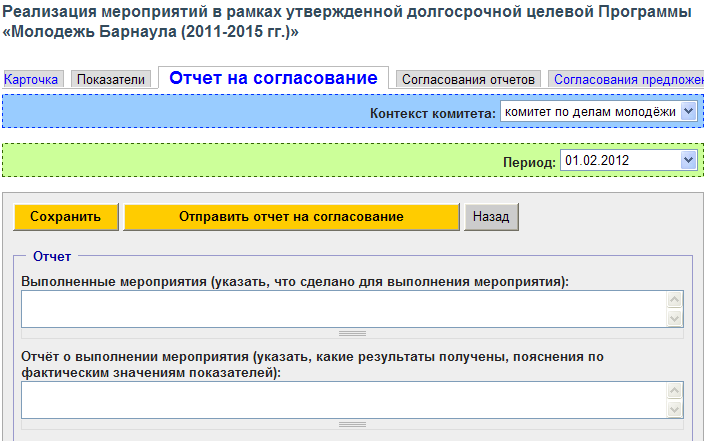 Реализация мероприятий в рамках утвержденной долгосрочной целевой Программы
«Молодежь Барнаула (2011-2015 гг.)»
Карточка Показатели Отчет на согласование Согласования отчетов Согласования предложен
Контекст комитета: комитет по делам молодёжи
Период: 01.02.2012
Сохранить Отправить отчет на согласование Назад
Отчет
Выполненные мероприятия (указать, что сделано для выполнения мероприятия):
Отчёт о выполнении мероприятия (указать, какие результаты получены, пояснения по
фактическим значениям показателей):